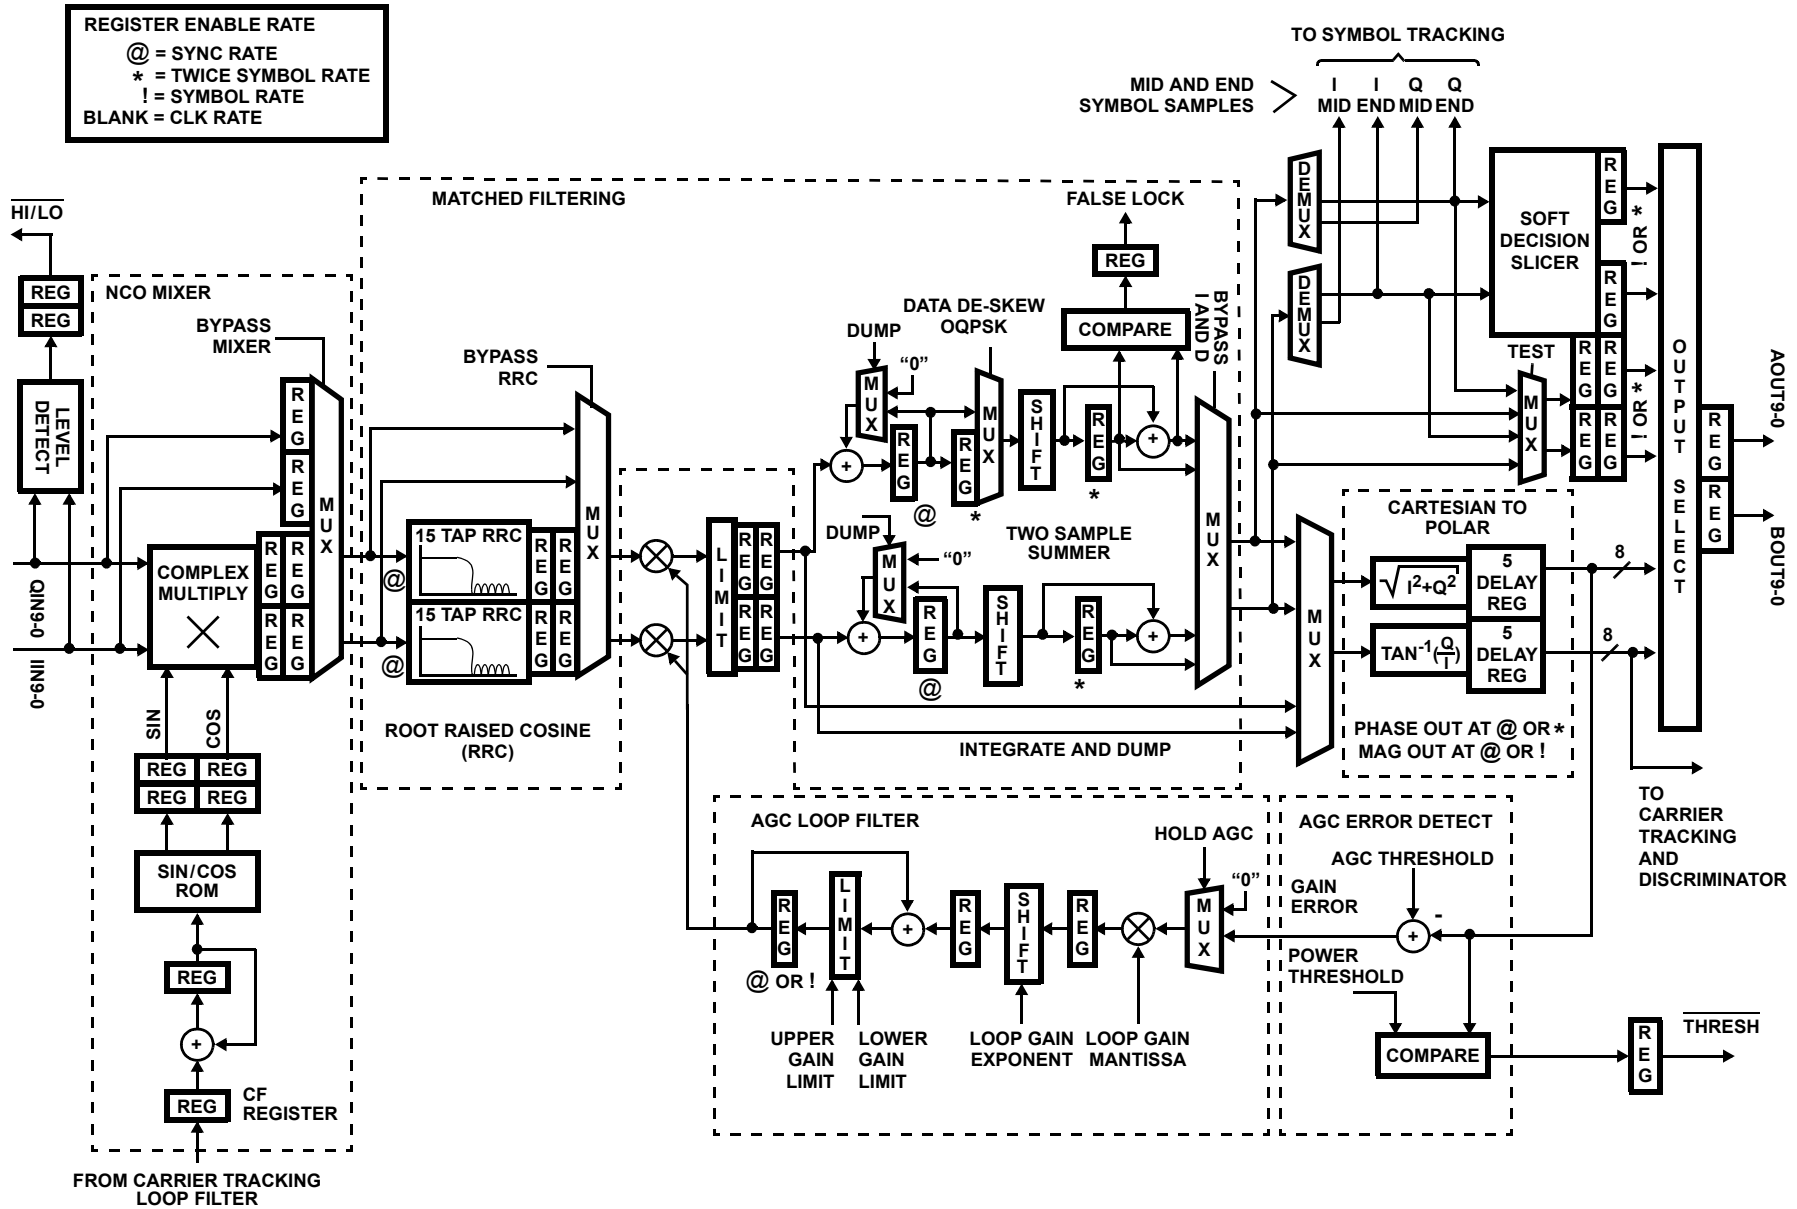 REGISTER ENABLE RATE
@ = SYNC RATE
* = TWICE SYMBOL RATE
! = SYMBOL RATE
BLANK = CLK RATE
TO SYMBOL TRACKING
MID AND END
SYMBOL SAMPLES
I I Q Q
MID END MID END
HI/LO
REG
REG
LEVEL
DETECT
QIN9-0
IIN9-0
NCO MIXER
BYPASS
MIXER
REG
REG
MUX
COMPLEX
MULTIPLY
REG
REG
REG
REG
SIN
COS
REG
REG
REG
REG
SIN/COS
ROM
REG
+
REG
CF
REGISTER
FROM CARRIER TRACKING
LOOP FILTER
MATCHED FILTERING
BYPASS
RRC
15 TAP RRC
@
REG
REG
15 TAP RRC
@
REG
REG
MUX
ROOT RAISED COSINE
(RRC)
LIMIT
REG
REG
REG
REG
DUMP
"0"
MUX
+
REG
@
DATA DE-SKEW
OQPSK
REG
*
MUX
SHIFT
REG
*
+
FALSE LOCK
REG
COMPARE
BYPASS
I AND D
DUMP
"0"
MUX
+
REG
@
SHIFT
TWO SAMPLE
SUMMER
REG
*
+
MUX
INTEGRATE AND DUMP
DEMUX
DEMUX
SOFT
DECISION
SLICER
REG
* OR !
REG
TEST
MUX
REG
REG
REG
REG
* OR !
MUX
CARTESIAN TO
POLAR
√I²+Q²
5
DELAY
REG
8
TAN⁻¹(Q/I)
5
DELAY
REG
8
PHASE OUT AT @ OR *
MAG OUT AT @ OR !
OUTPUT SELECT
REG
REG
AOUT9-0
BOUT9-0
TO
CARRIER
TRACKING
AND
DISCRIMINATOR
AGC LOOP FILTER
HOLD AGC
"0"
MUX
REG
SHIFT
REG
+
LIMIT
REG
@ OR !
UPPER
GAIN
LIMIT
LOWER
GAIN
LIMIT
LOOP GAIN
EXPONENT
LOOP GAIN
MANTISSA
AGC ERROR DETECT
AGC THRESHOLD
GAIN
ERROR
-
+
POWER
THRESHOLD
COMPARE
REG
THRESH